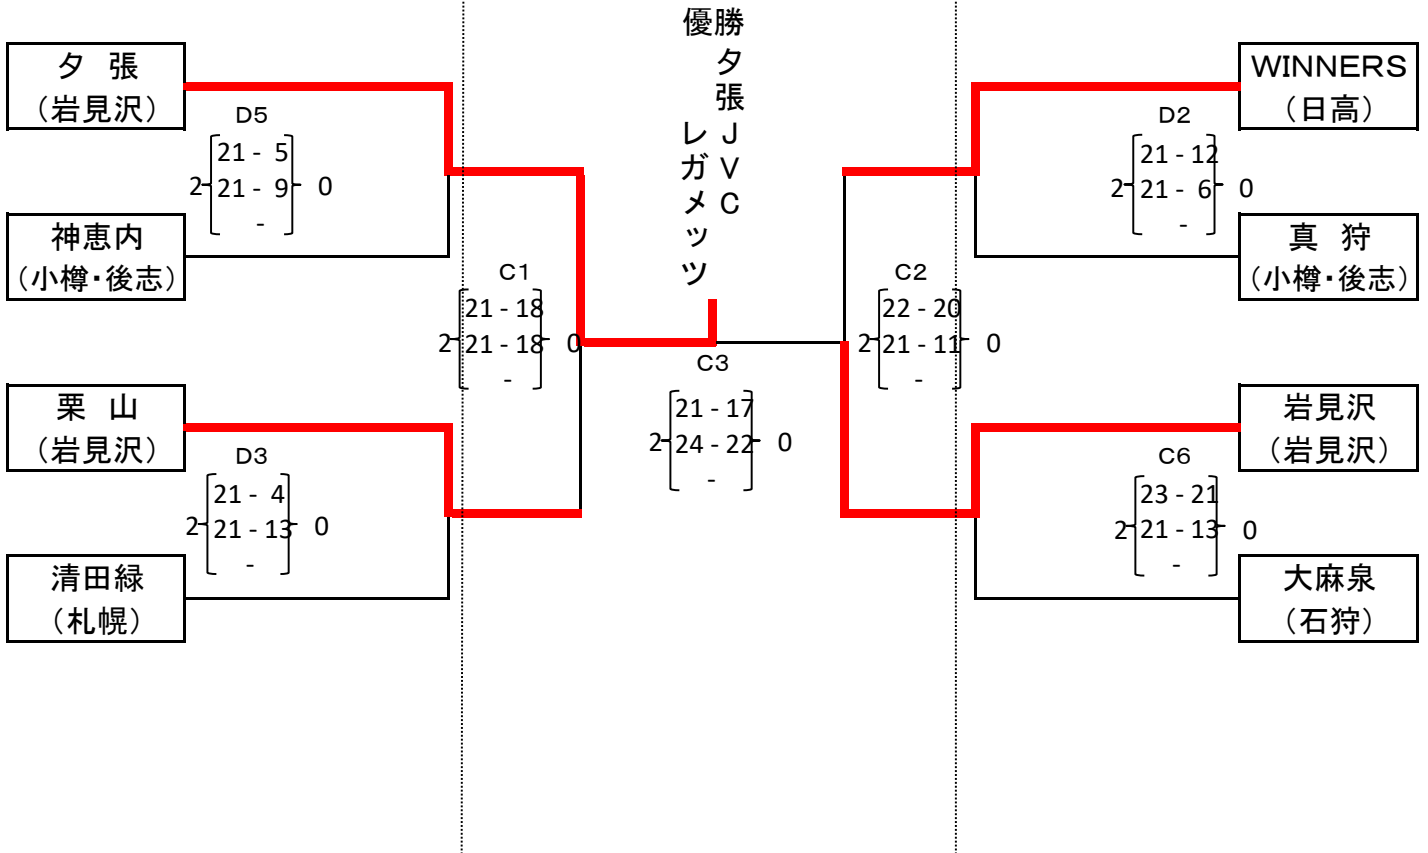 優勝
夕張JVC
レガメッツ
夕 張
(岩見沢)
D5
21 - 5
2 21 - 9 0
-
神恵内
(小樽・後志)
C1
21 - 18
2 21 - 18 0
-
栗 山
(岩見沢)
D3
21 - 4
2 21 - 13 0
-
清田緑
(札幌)
C3
21 - 17
2 24 - 22 0
-
WINNERS
(日高)
D2
21 - 12
2 21 - 6 0
-
真 狩
(小樽・後志)
C2
22 - 20
2 21 - 11 0
-
岩見沢
(岩見沢)
C6
23 - 21
2 21 - 13 0
-
大麻泉
(石狩)